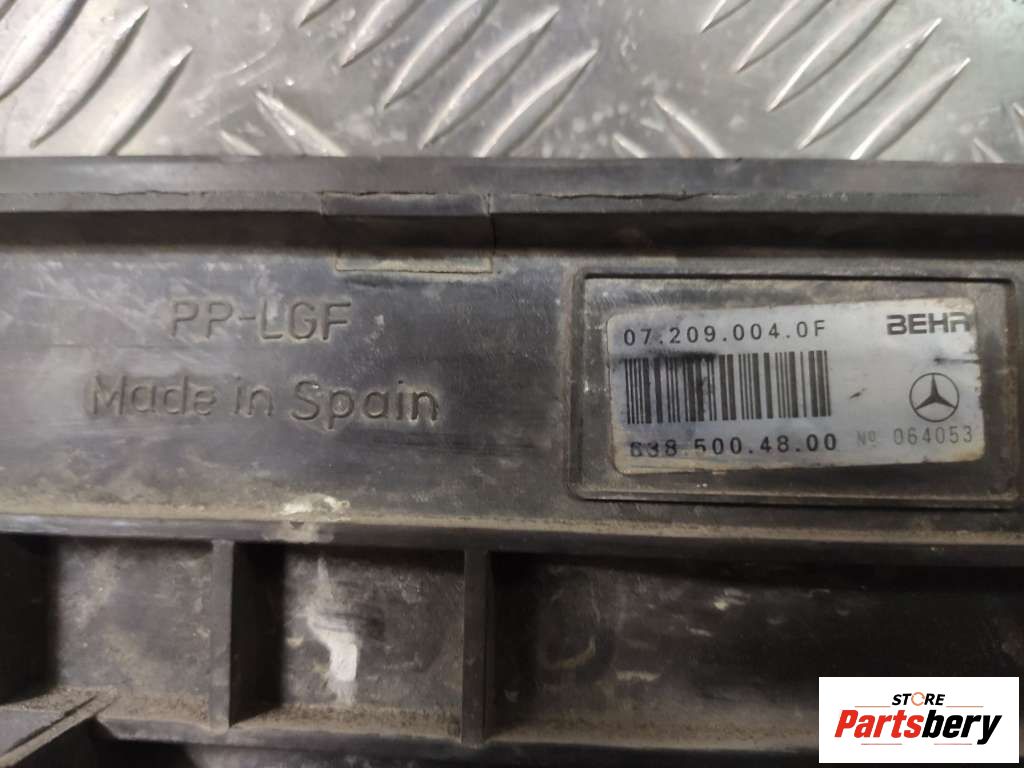 PP-LGF
Made in Spain
07.209.004.0F BEHR
638.500.48.00 Nº 064053
STORE
Partsbery